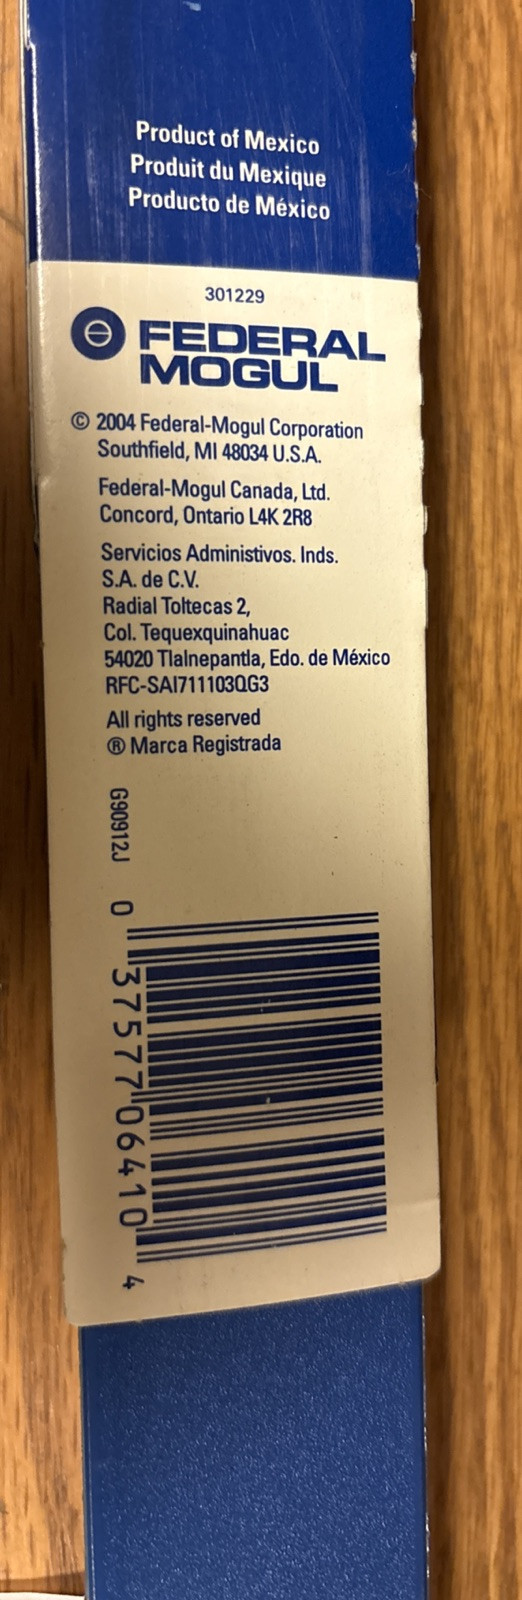 Product of Mexico
Produit du Mexique
Producto de México
301229
FEDERAL
MOGUL
© 2004 Federal-Mogul Corporation
Southfield, MI 48034 U.S.A.
Federal-Mogul Canada, Ltd.
Concord, Ontario L4K 2R8
Servicios Administivos. Inds.
S.A. de C.V.
Radial Toltecas 2,
Col. Tequexquinahuac
54020 Tlalnepantla, Edo. de México
RFC-SAI711103QG3
All rights reserved
® Marca Registrada
G90912J
0 37577 06410 4